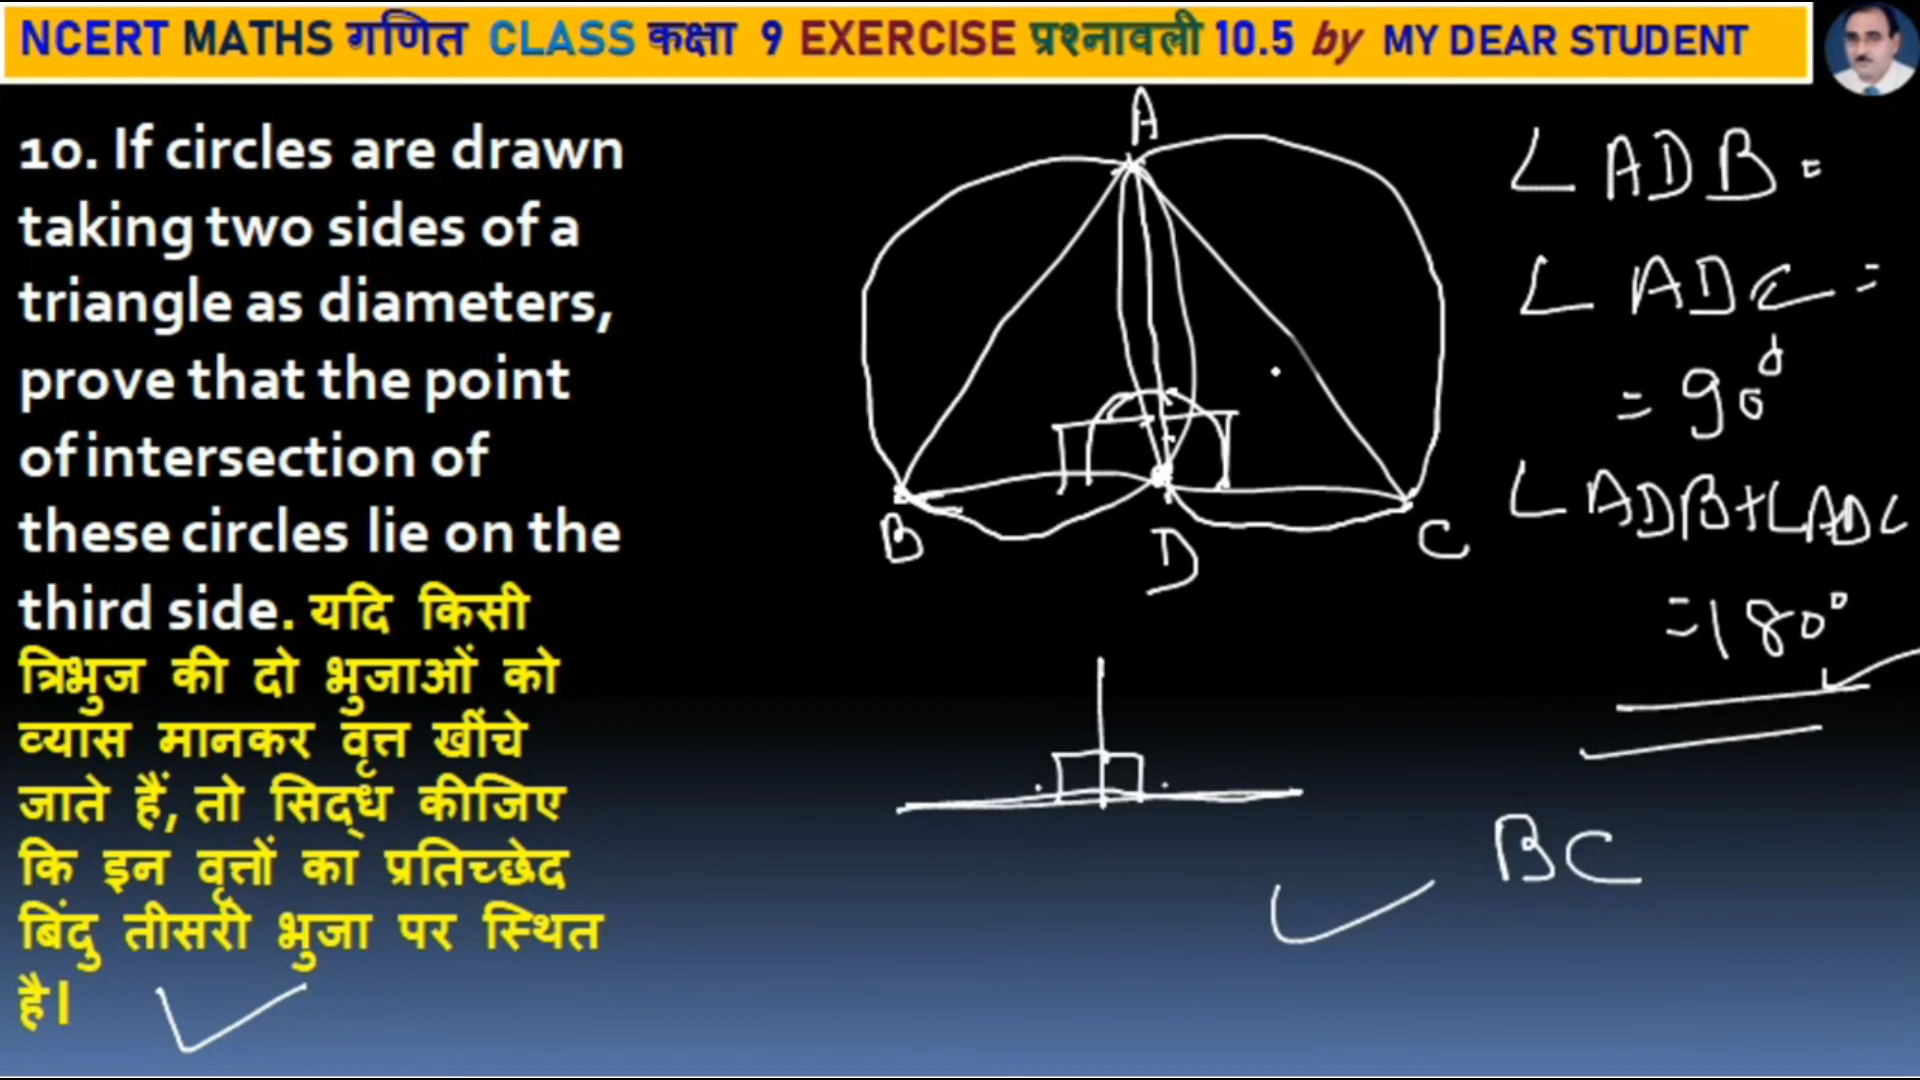 NCERT MATHS गणित CLASS कक्षा 9 EXERCISE प्रश्नावली 10.5 by MY DEAR STUDENT
10. If circles are drawn
taking two sides of a
triangle as diameters,
prove that the point
of intersection of
these circles lie on the
third side. यदि किसी
त्रिभुज की दो भुजाओं को
व्यास मानकर वृत्त खींचे
जाते हैं, तो सिद्ध कीजिए
कि इन वृत्तों का प्रतिच्छेद
बिंदु तीसरी भुजा पर स्थित
है।
A
B
D
C
∠ADB=
∠ADC=
=90°
∠ADB+∠ADC
=180°
BC